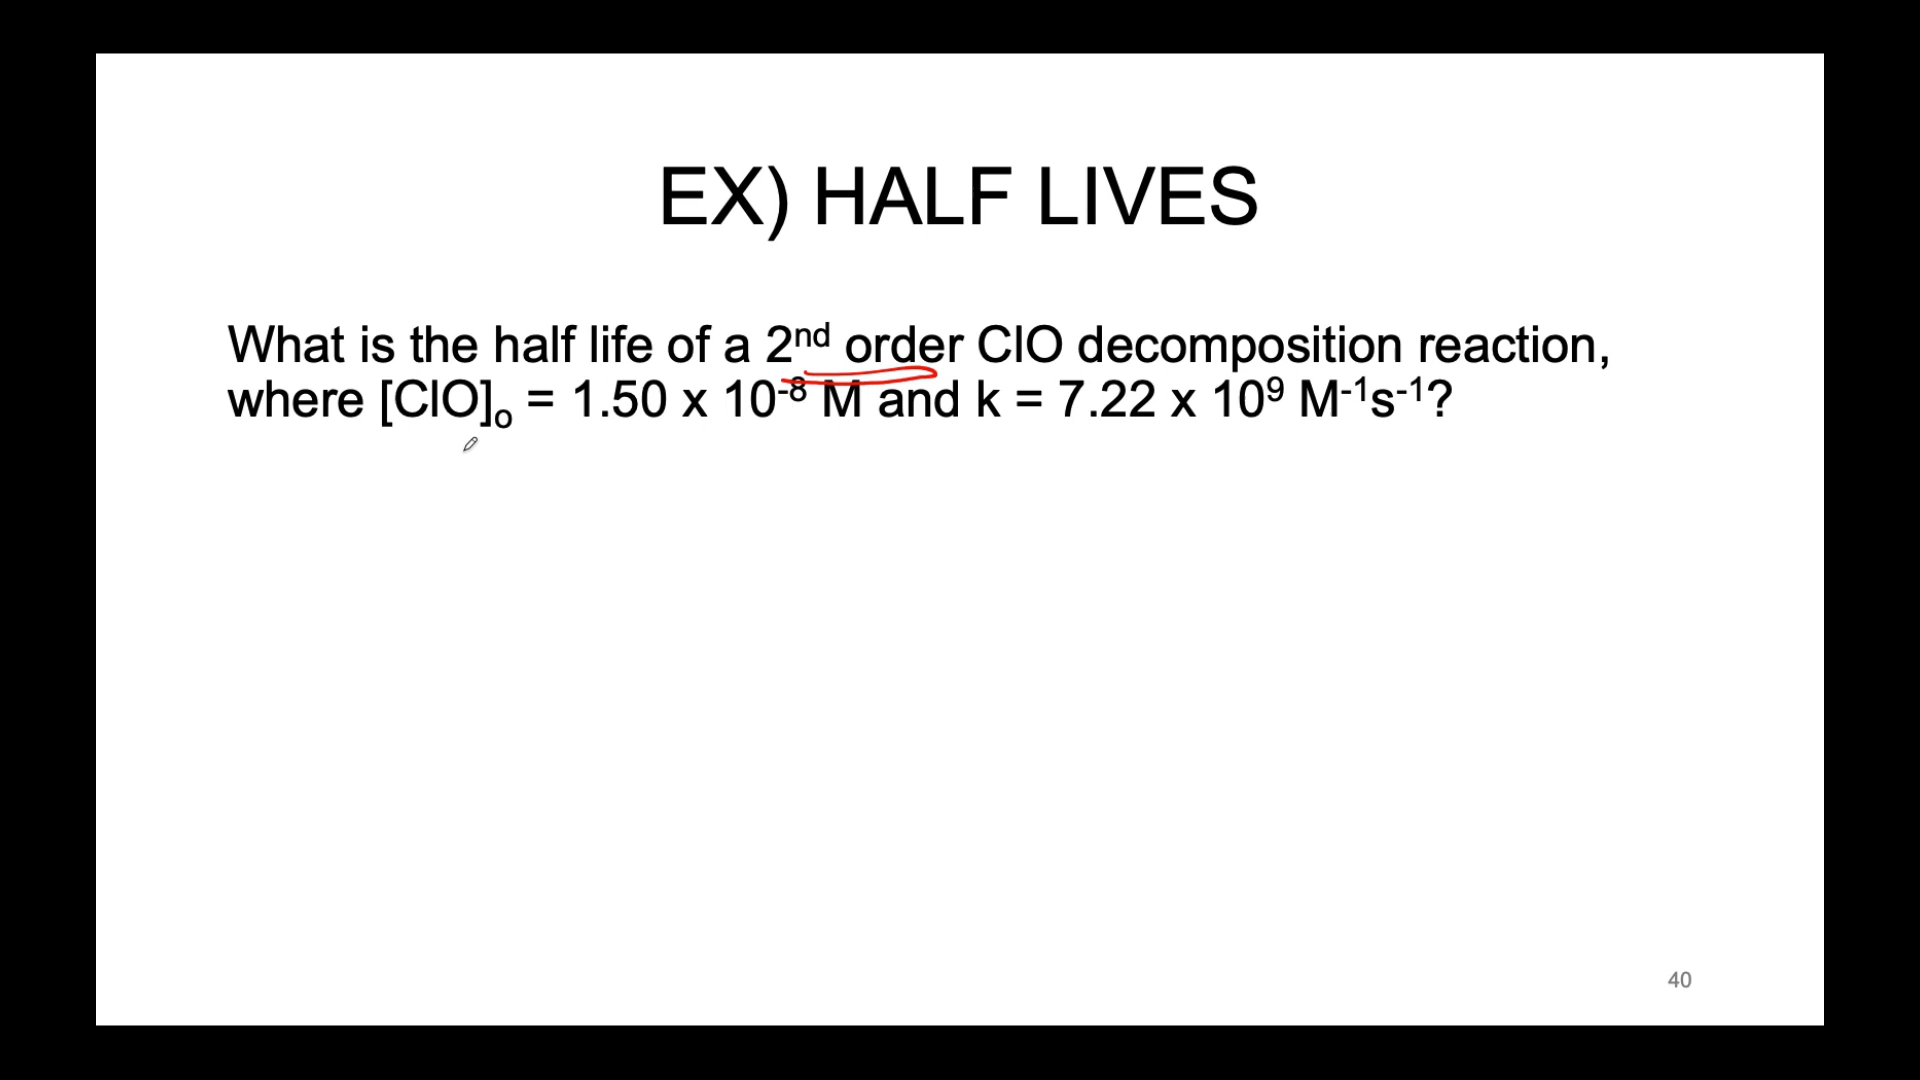 EX) HALF LIVES
What is the half life of a 2ⁿᵈ order ClO decomposition reaction,
where [ClO]ₒ = 1.50 x 10⁻⁸ M and k = 7.22 x 10⁹ M⁻¹s⁻¹?
40